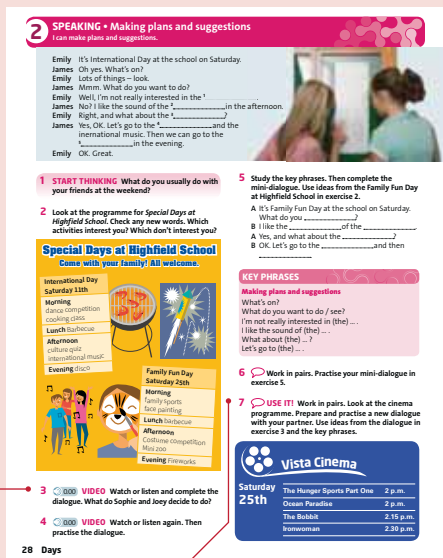 2 SPEAKING • Making plans and suggestions
I can make plans and suggestions.
Emily It's International Day at the school on Saturday.
James Oh yes. What's on?
Emily Lots of things – look.
James Mmm. What do you want to do?
Emily Well, I'm not really interested in the 1____________.
James No? I like the sound of the 2____________in the afternoon.
Emily Right, and what about the 3____________?
James Yes, OK. Let's go to the 4____________and the
inernational music. Then we can go to the
5____________in the evening.
Emily OK. Great.
1 START THINKING What do you usually do with
your friends at the weekend?
2 Look at the programme for Special Days at
Highfield School. Check any new words. Which
activities interest you? Which don't interest you?
Special Days at Highfield School
Come with your family! All welcome.
International Day
Saturday 11th
Morning
dance competition
cooking class
Lunch Barbecue
Afternoon
culture quiz
international music
Evening disco
Family Fun Day
Saturday 25th
Morning
family sports
face painting
Lunch barbecue
Afternoon
Costume competition
Mini zoo
Evening Fireworks
3 0.00 VIDEO Watch or listen and complete the
dialogue. What do Sophie and Joey decide to do?
4 0.00 VIDEO Watch or listen again. Then
practise the dialogue.
5 Study the key phrases. Then complete the
mini-dialogue. Use ideas from the Family Fun Day
at Highfield School in exercise 2.
A It's Family Fun Day at the school on Saturday.
What do you ____________?
B I like the ____________of the ____________.
A Yes, and what about the ____________?
B OK. Let's go to the ____________and then
____________.
KEY PHRASES
Making plans and suggestions
What's on?
What do you want to do / see?
I'm not really interested in (the) ... .
I like the sound of (the) ... .
What about (the) ... ?
Let's go to (the) ... .
6 Work in pairs. Practise your mini-dialogue in
exercise 5.
7 USE IT! Work in pairs. Look at the cinema
programme. Prepare and practise a new dialogue
with your partner. Use ideas from the dialogue in
exercise 3 and the key phrases.
Vista Cinema
Saturday
25th
The Hunger Sports Part One 2 p.m.
Ocean Paradise 2 p.m.
The Bobbit 2.15 p.m.
Ironwoman 2.30 p.m.
28 Days